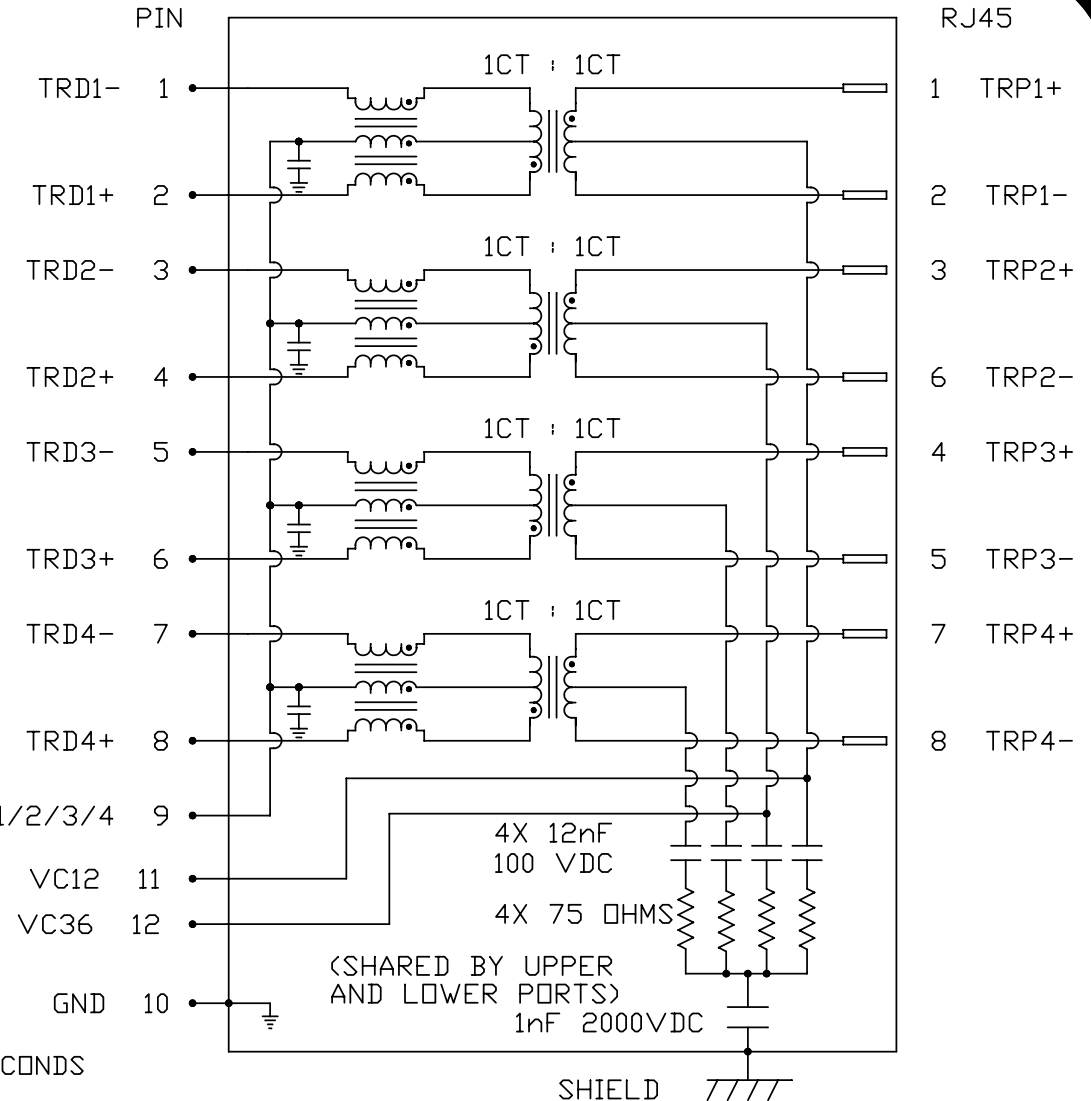 PIN RJ45
1CT : 1CT
TRD1- 1 1 TRP1+
TRD1+ 2 2 TRP1-
1CT : 1CT
TRD2- 3 3 TRP2+
TRD2+ 4 6 TRP2-
1CT : 1CT
TRD3- 5 4 TRP3+
TRD3+ 6 5 TRP3-
1CT : 1CT
TRD4- 7 7 TRP4+
TRD4+ 8 8 TRP4-
1/2/3/4 9
4X 12nF
100 VDC
VC12 11
4X 75 OHMS
VC36 12
(SHARED BY UPPER
AND LOWER PORTS)
GND 10
1nF 2000VDC
CONDS
SHIELD